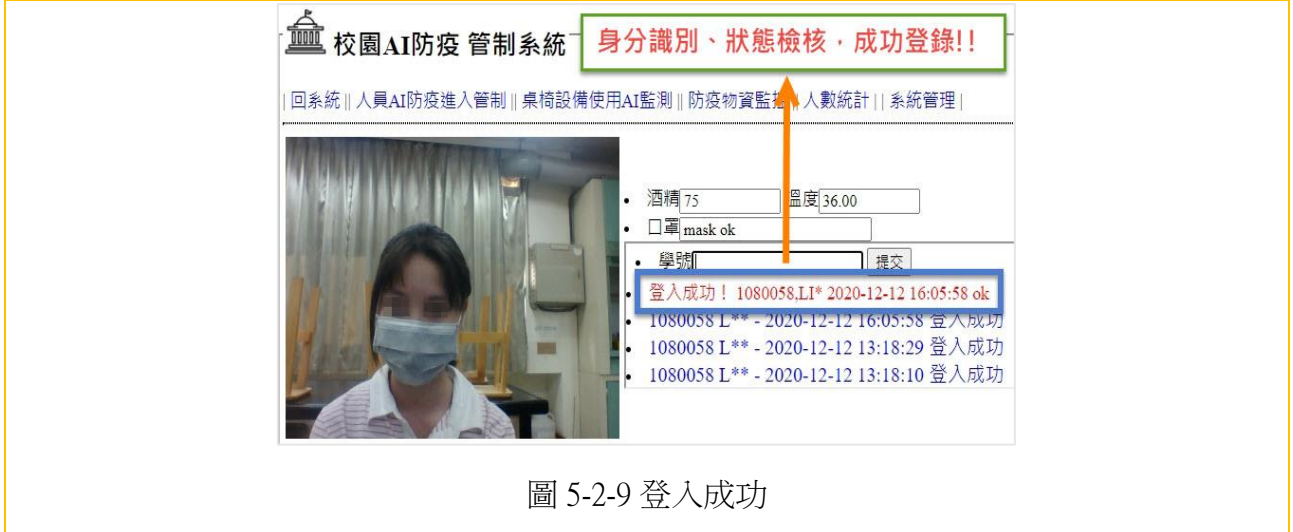 校園AI防疫 管制系統
身分識別、狀態檢核，成功登錄!!
| 回系統 || 人員AI防疫進入管制 || 桌椅設備使用AI監測 || 防疫物資監控 || 人數統計 | | 系統管理 |
酒精 75 溫度 36.00
口罩 mask ok
學號 提交
登入成功！ 1080058,LI* 2020-12-12 16:05:58 ok
1080058 L** - 2020-12-12 16:05:58 登入成功
1080058 L** - 2020-12-12 13:18:29 登入成功
1080058 L** - 2020-12-12 13:18:10 登入成功
圖 5-2-9 登入成功